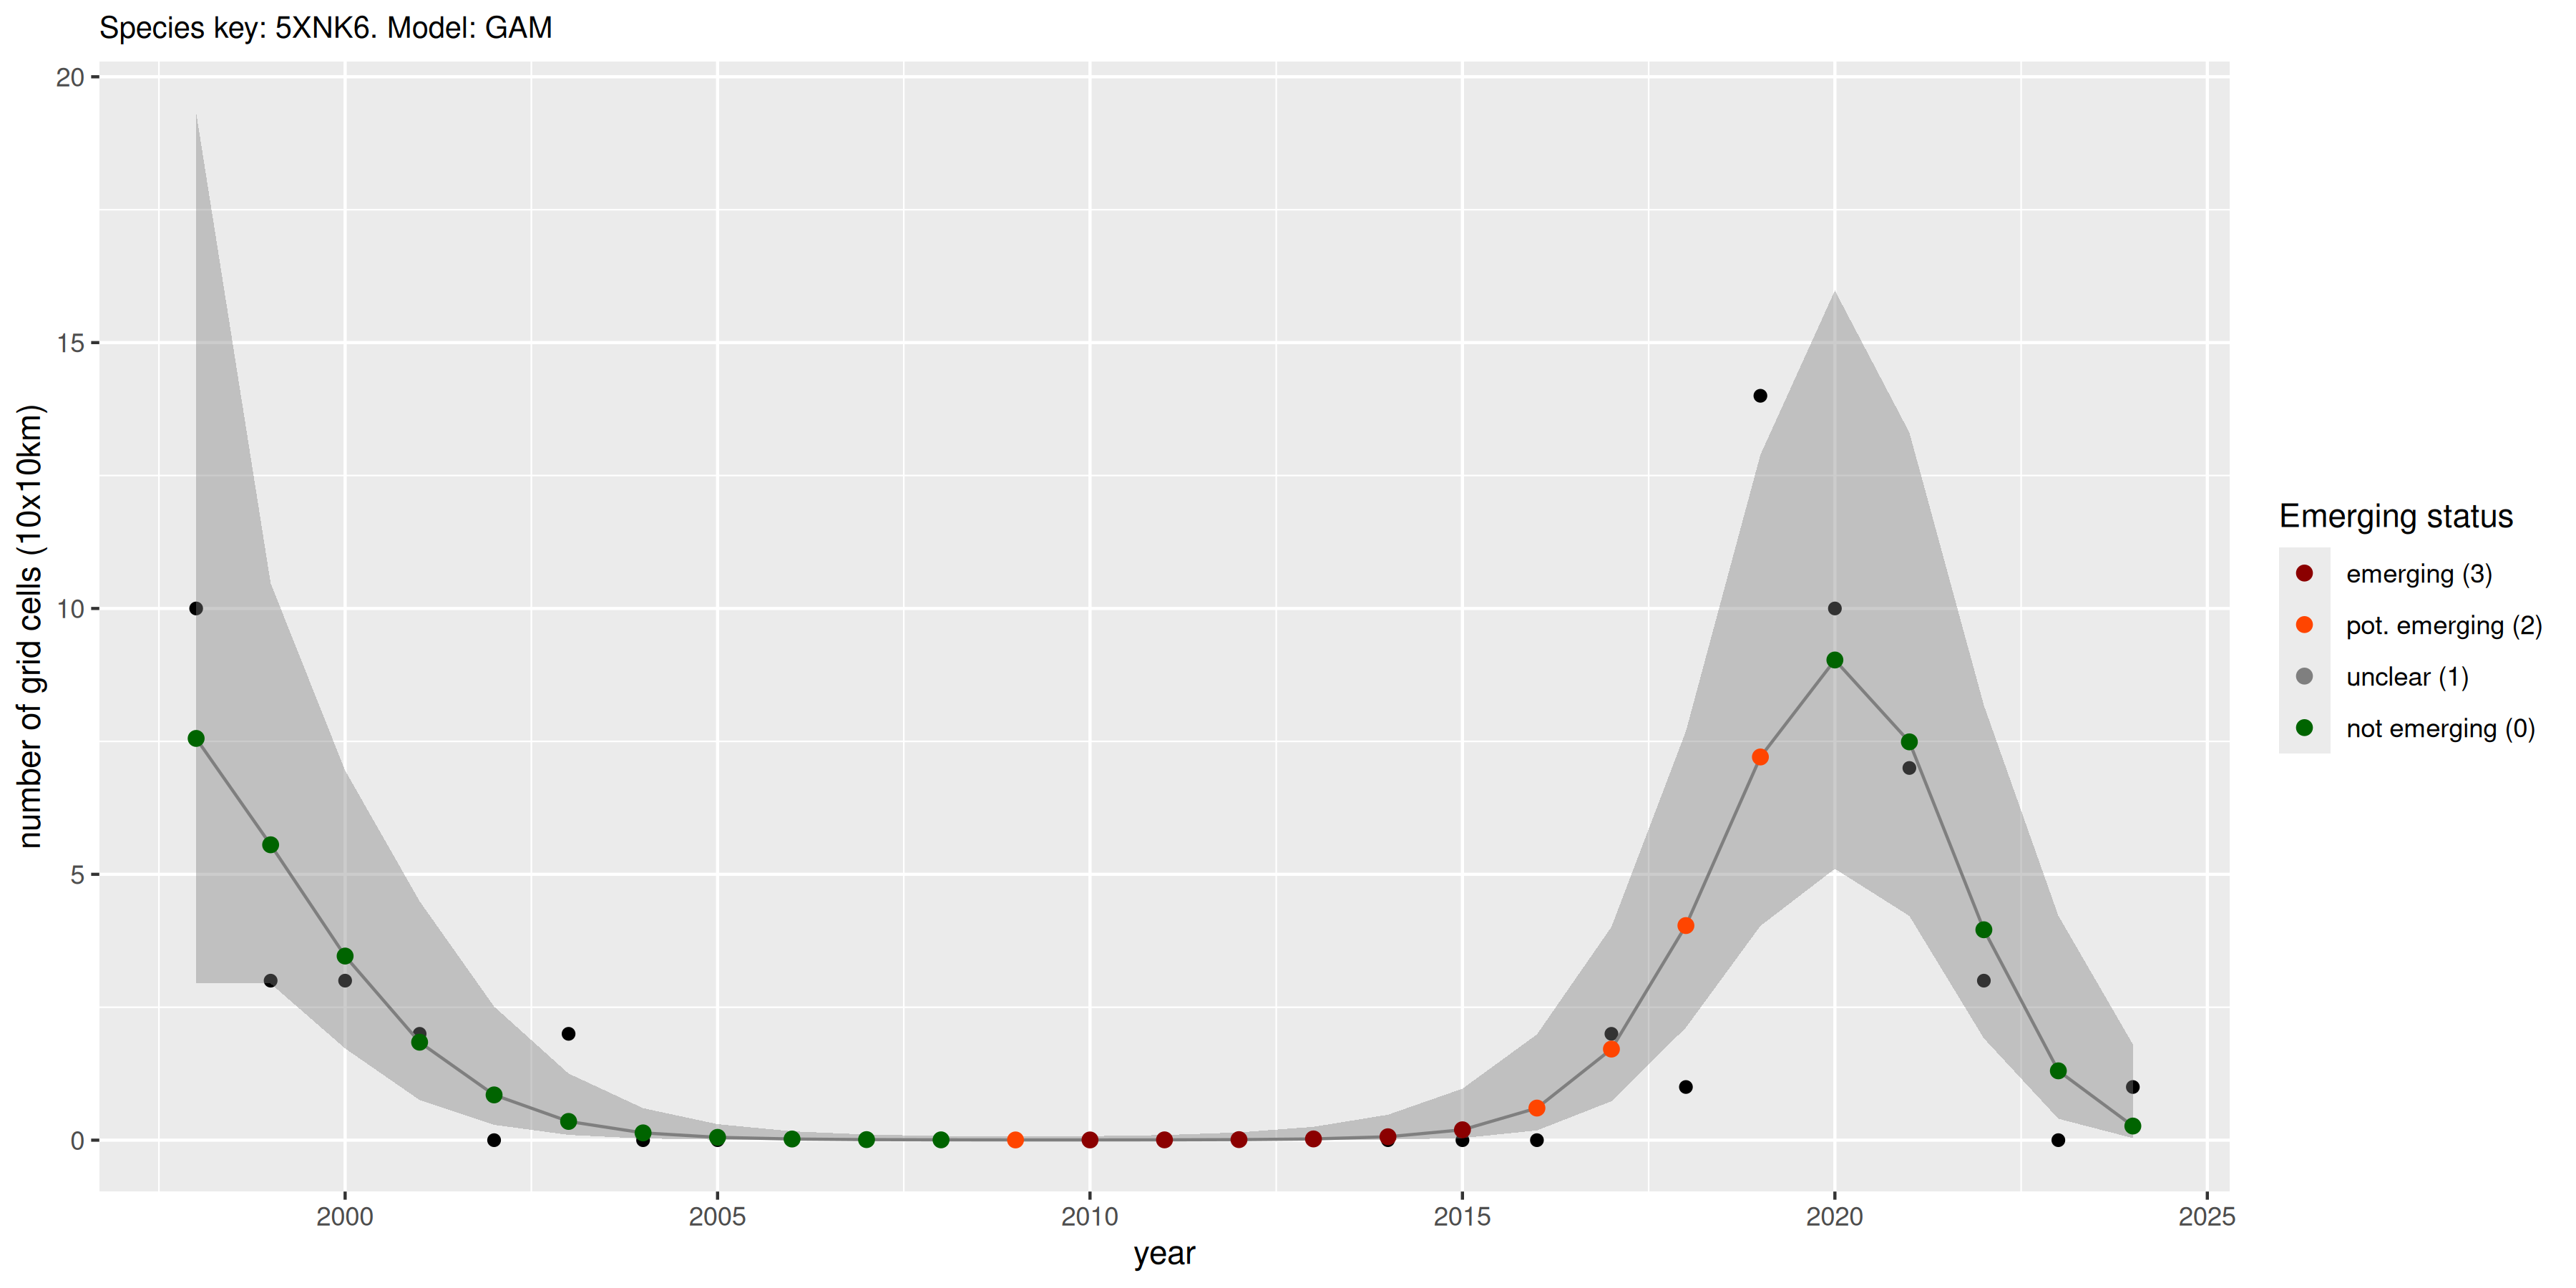 Species key: 5XNK6. Model: GAM
20
15
10
5
0
number of grid cells (10x10km)
2000
2005
2010
2015
2020
2025
year
Emerging status
emerging (3)
pot. emerging (2)
unclear (1)
not emerging (0)